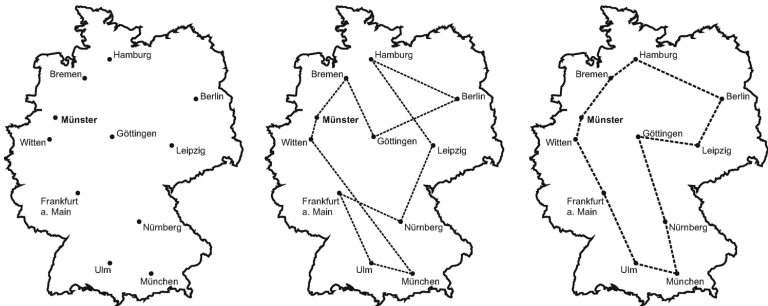 Hamburg
Bremen
Berlin
Münster
Göttingen
Witten
Leipzig
Frankfurt
a. Main
Nürnberg
Ulm
München
Hamburg
Bremen
Berlin
Münster
Göttingen
Witten
Leipzig
Frankfurt
a. Main
Nürnberg
Ulm
München
Hamburg
Bremen
Berlin
Münster
Göttingen
Witten
Leipzig
Frankfurt
a. Main
Nürnberg
Ulm
München